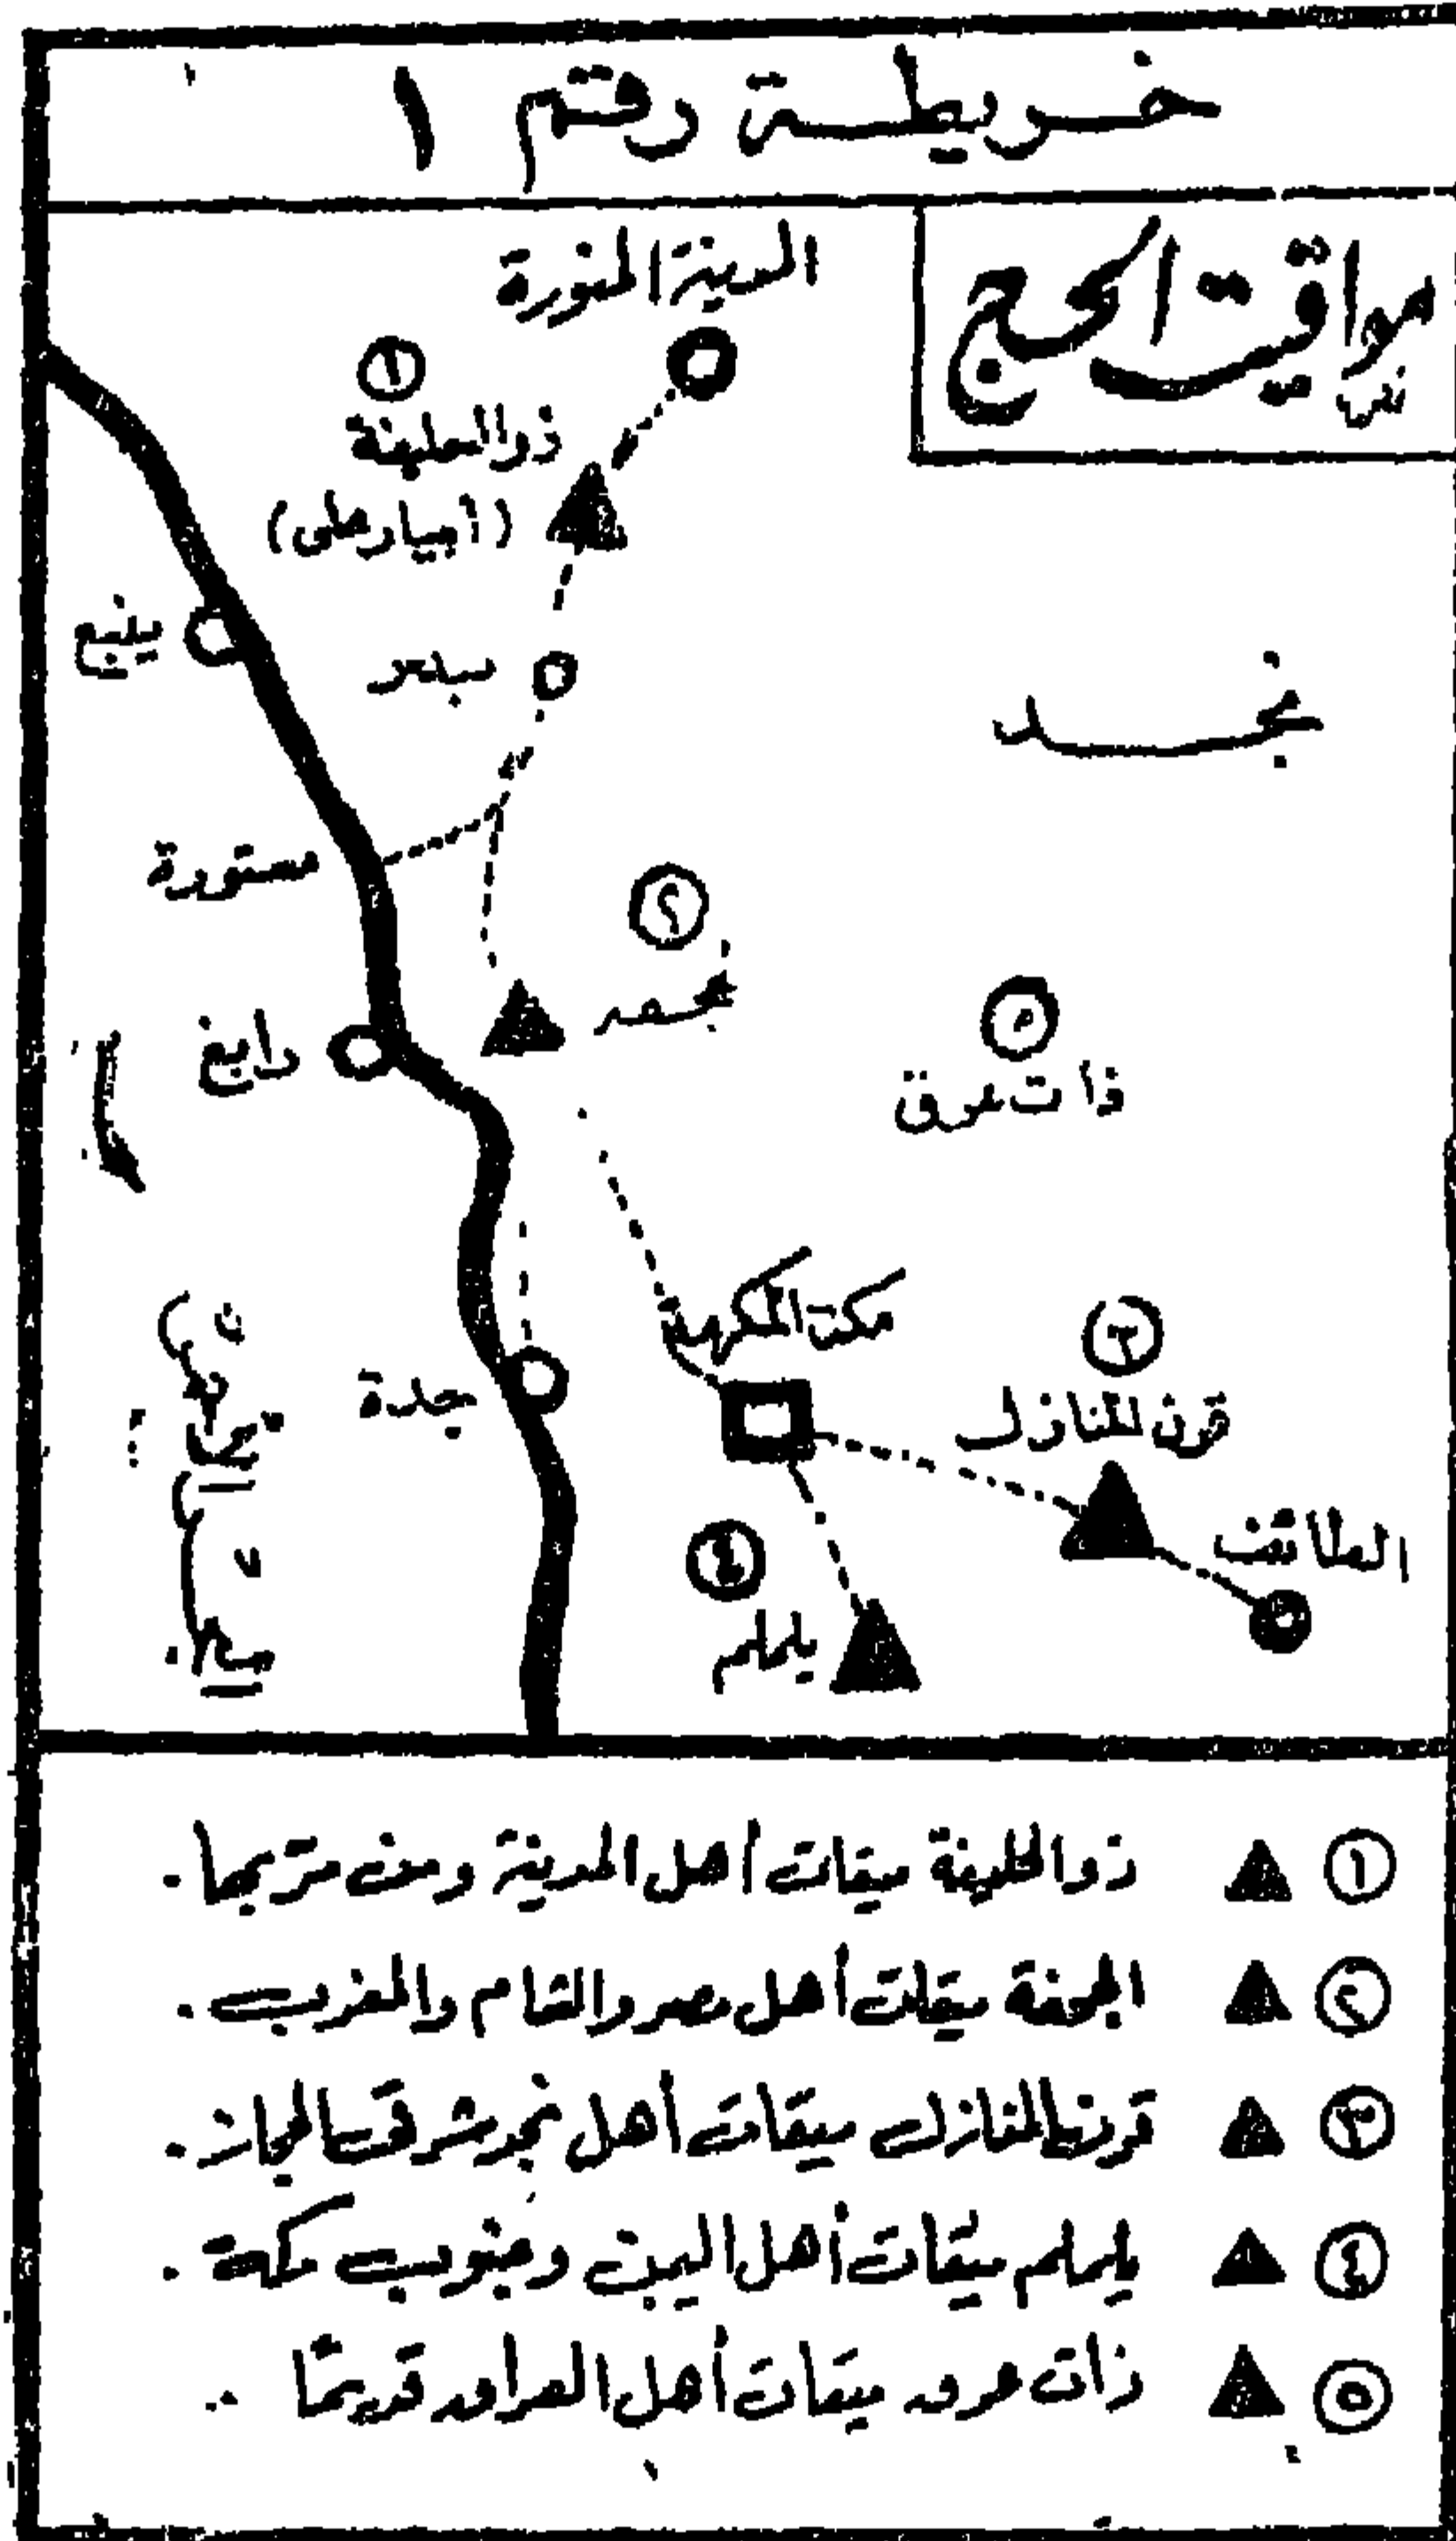 خريطة رقم ١
مواقيت الحج
المدينة المنورة
١
ذو الحليفة
(أبيار علي)
ينبع
بدر
نجد
مستورة
٢
٥
رابغ
ذات عرق
مكة المكرمة
٣
جدة
قرن المنازل
الطائف
٤
يلملم
١ ذو الحليفة ميقات أهل المدينة ومن مر بها.
٢ الجحفة ميقات أهل مصر والشام والمغرب.
٣ قرن المنازل ميقات أهل نجد شرق الحجاز.
٤ يلملم ميقات أهل اليمن وجنوب مكة.
٥ ذات عرق ميقات أهل العراق قديمًا.